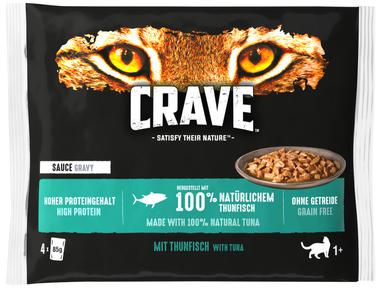 CRAVE™
- SATISFY THEIR NATURE™ -
SAUCE GRAVY
HOHER PROTEINGEHALT
HIGH PROTEIN
HERGESTELLT MIT
100% NATÜRLICHEM
THUNFISCH
MADE WITH 100% NATURAL TUNA
OHNE GETREIDE
GRAIN FREE
4x 85g
MIT THUNFISCH WITH TUNA
1+